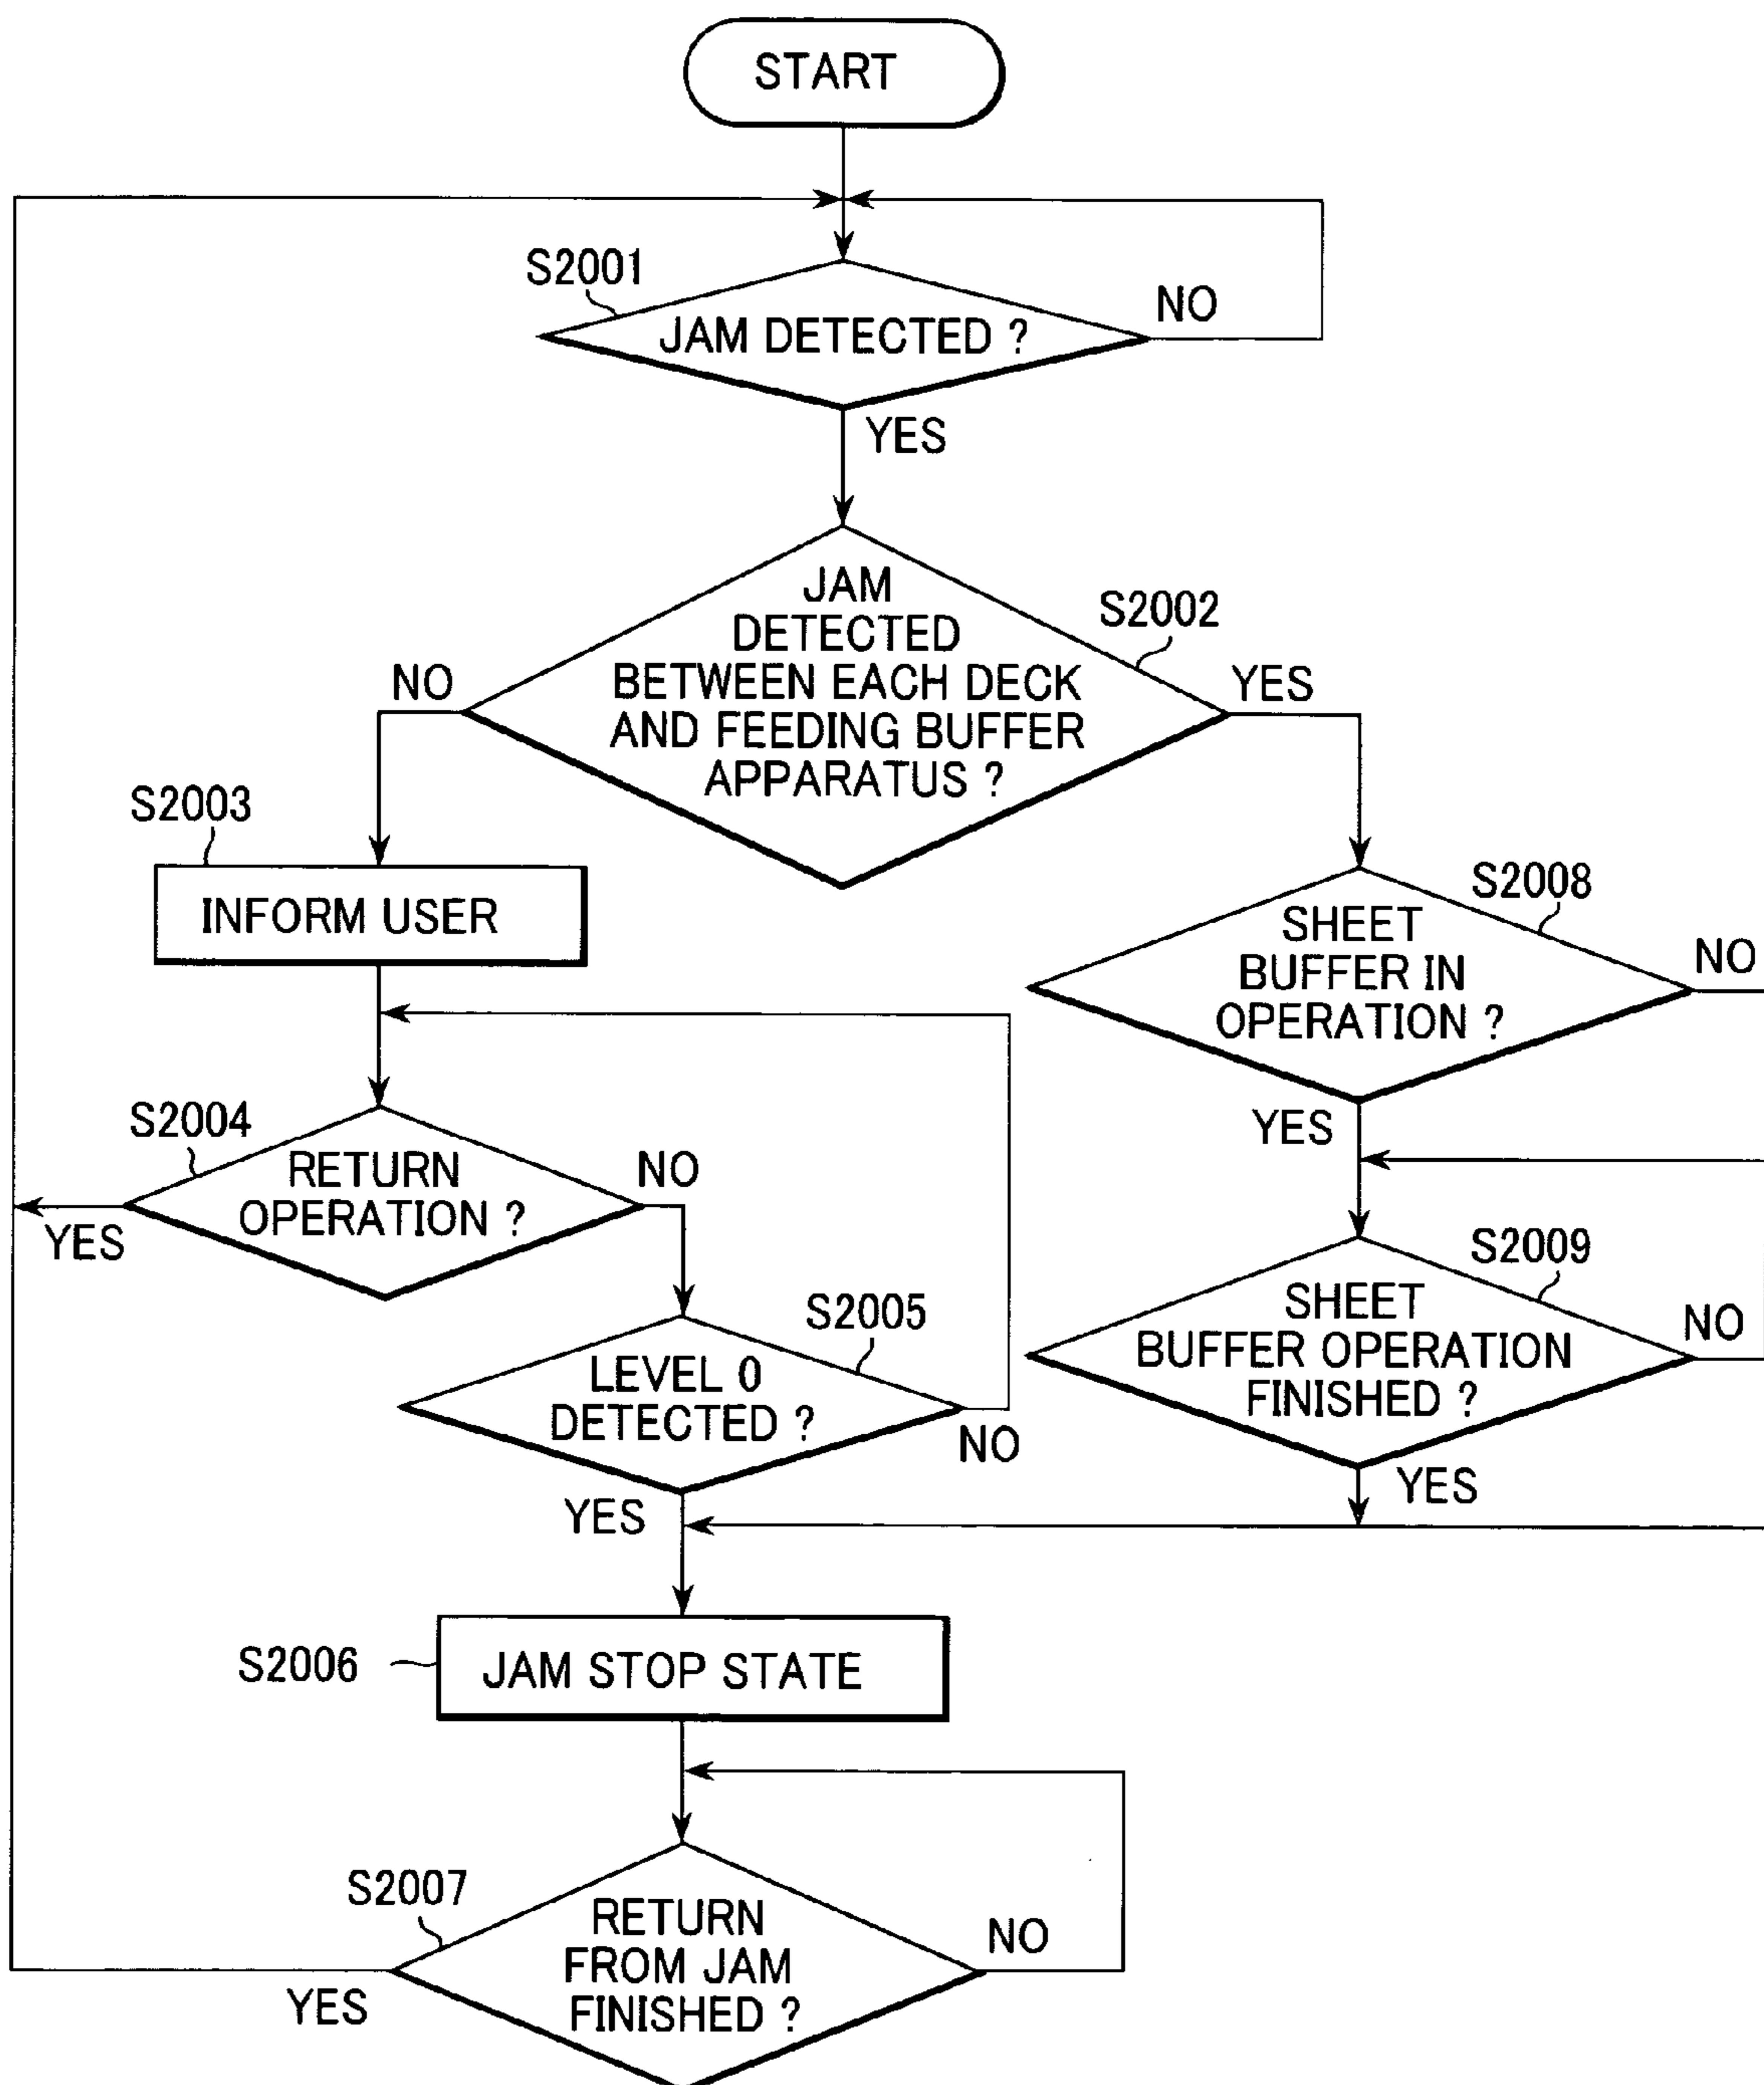 START
S2001
JAM DETECTED ?
NO
YES
JAM
DETECTED
BETWEEN EACH DECK
AND FEEDING BUFFER
APPARATUS ?
S2002
NO
YES
S2003
INFORM USER
S2008
SHEET
BUFFER IN
OPERATION ?
NO
YES
S2004
RETURN
OPERATION ?
NO
YES
S2005
LEVEL 0
DETECTED ?
NO
YES
S2009
SHEET
BUFFER OPERATION
FINISHED ?
NO
YES
S2006
JAM STOP STATE
S2007
RETURN
FROM JAM
FINISHED ?
NO
YES